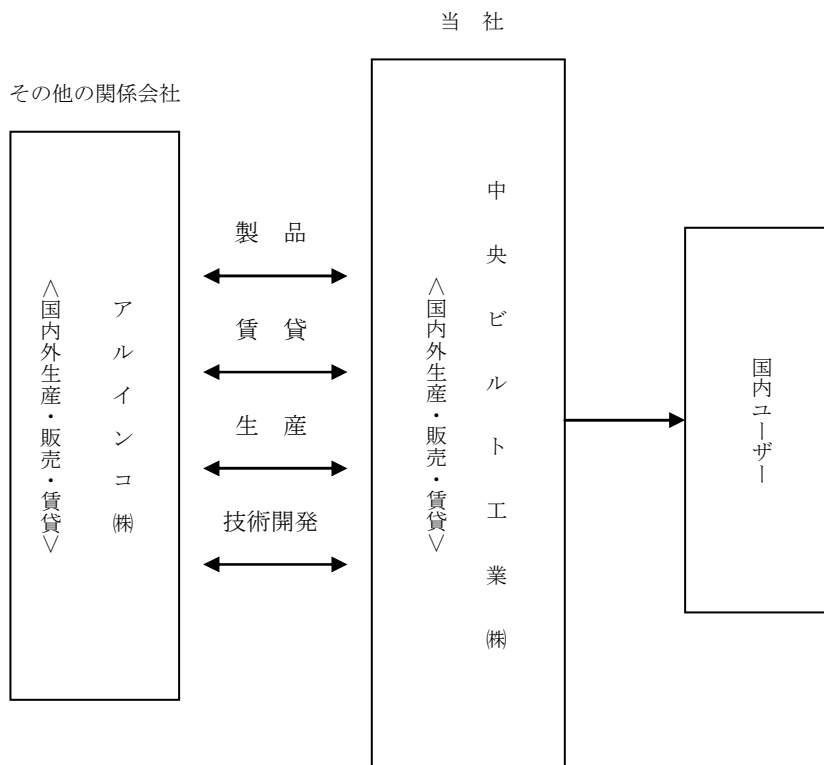 当 社
その他の関係会社
アルインコ㈱
<国内外生産・販売・賃貸>
製 品
賃 貸
生 産
技術開発
中央ビルト工業㈱
<国内外生産・販売・賃貸>
国内ユーザー